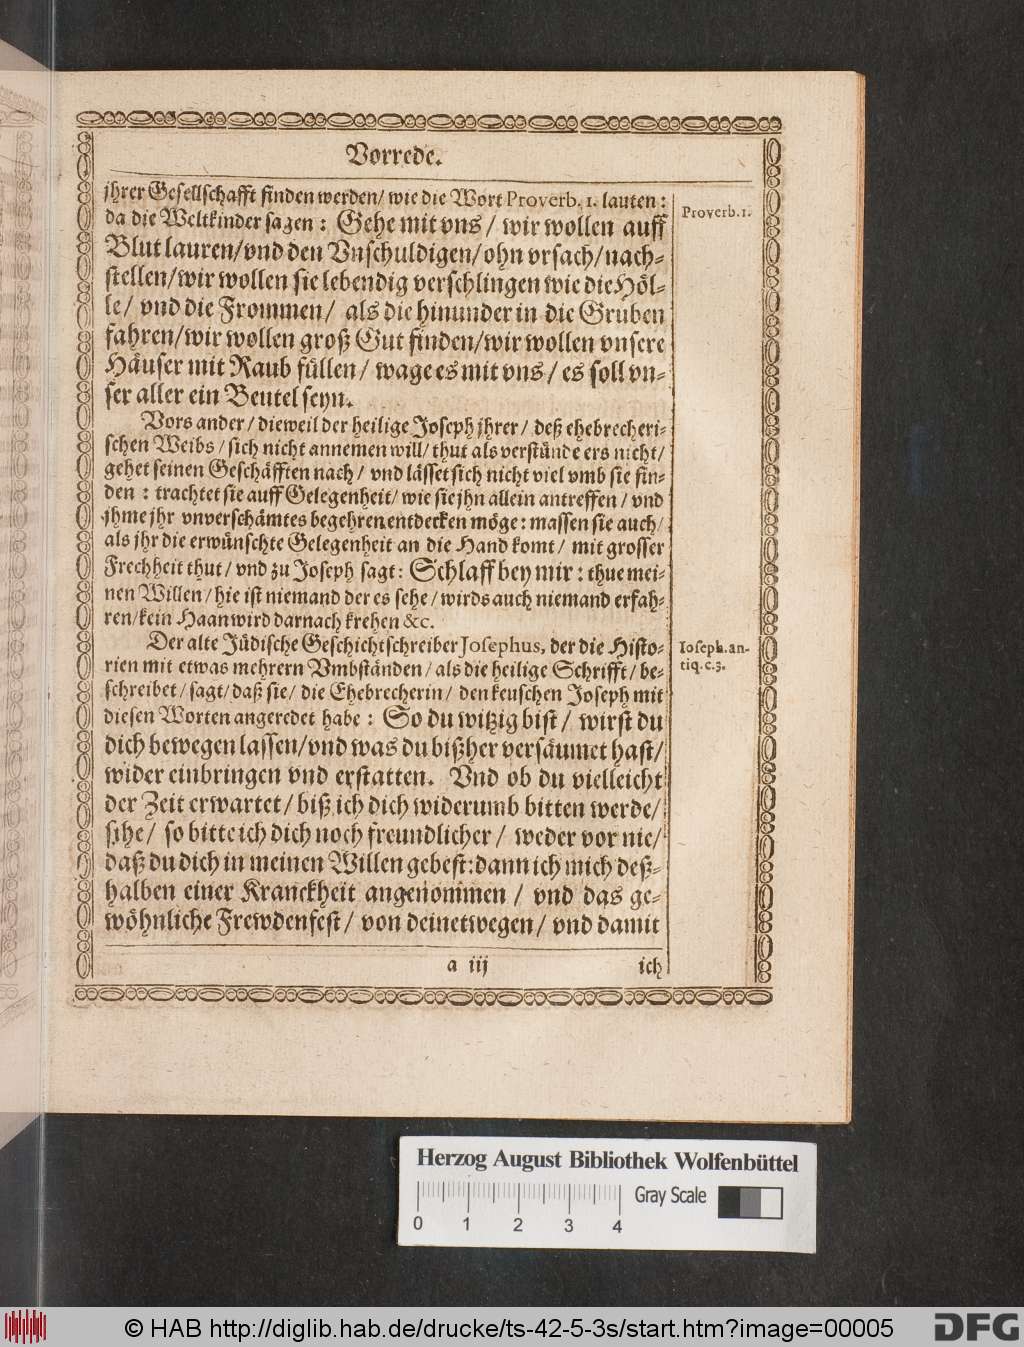 Vorrede.
jhrer Gesellschafft finden werden/ wie die Wort Proverb. 1. lauten:
da die Weltkinder sagen: Gehe mit vns/ wir wollen auff
Blut lauren/vnd den Vnschuldigen/ohn vrsach/nach-
stellen/wir wollen sie lebendig verschlingen wie die Höl-
le/ vnd die Frommen/ als die hinunder in die Gruben
fahren/wir wollen groß Gut finden/wir wollen vnsere
Häuser mit Raub füllen/ wage es mit vns/ es soll vn-
ser aller ein Beutel seyn.
Proverb. 1.
Vors ander/ dieweil der heilige Joseph jhrer/ deß ehebrecheri-
schen Weibs/ sich nicht annemen will/ thut als verstünde ers nicht/
gehet seinen Geschäfften nach/ vnd lässet sich nicht viel vmb sie fin-
den: trachtet sie auff Gelegenheit/ wie sie jhn allein antreffen/ vnd
jhme jhr vnverschämtes begehren entdecken möge: massen sie auch/
als jhr die erwünschte Gelegenheit an die Hand komt/ mit grosser
Frechheit thut/ vnd zu Joseph sagt: Schlaff bey mir: thue mei-
nen Willen/ hie ist niemand der es sehe/ wirds auch niemand erfah-
ren/kein Haan wird darnach krehen &c.
Der alte Jüdische Geschichtschreiber Josephus, der die Histo-
rien mit etwas mehrern Vmbständen/ als die heilige Schrifft/ be-
schreibet/ sagt/ daß sie/ die Ehebrecherin/ den keuschen Joseph mit
diesen Worten angeredet habe: So du witzig bist/ wirst du
dich bewegen lassen/vnd was du bißher versäumet hast/
wider einbringen vnd erstatten. Vnd ob du vielleicht
der Zeit erwartet/ biß ich dich widerumb bitten werde/
sihe/ so bitte ich dich noch freundlicher/ weder vor nie/
daß du dich in meinen Willen gebest: dann ich mich deß-
halben einer Kranckheit angenommen/ vnd das ge-
wöhnliche Frewdenfest/ von deinetwegen/ vnd damit
Ioseph. an-
tiq. c. 3.
a iij
ich
Herzog August Bibliothek Wolfenbüttel
Gray Scale
0 1 2 3 4
© HAB http://diglib.hab.de/drucke/ts-42-5-3s/start.htm?image=00005
DFG